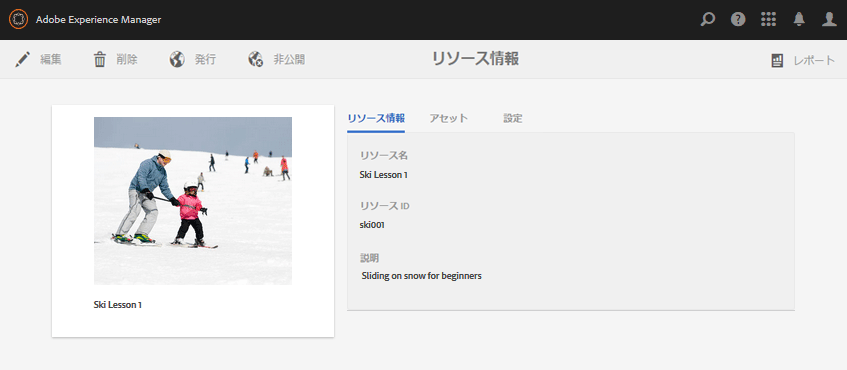 Adobe Experience Manager
編集
削除
発行
非公開
リソース情報
レポート
リソース情報
アセット
設定
リソース名
Ski Lesson 1
リソース ID
ski001
説明
Sliding on snow for beginners
Ski Lesson 1